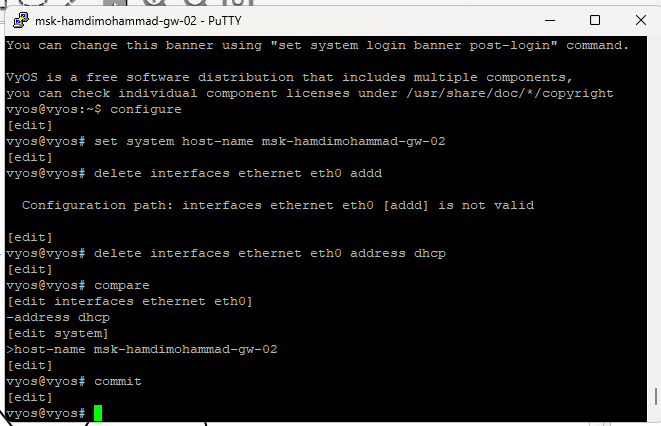 msk-hamdimohammad-gw-02 - PuTTY
You can change this banner using "set system login banner post-login" command.
VyOS is a free software distribution that includes multiple components,
you can check individual component licenses under /usr/share/doc/*/copyright
vyos@vyos:~$ configure
[edit]
vyos@vyos# set system host-name msk-hamdimohammad-gw-02
[edit]
vyos@vyos# delete interfaces ethernet eth0 addd
Configuration path: interfaces ethernet eth0 [addd] is not valid
[edit]
vyos@vyos# delete interfaces ethernet eth0 address dhcp
[edit]
vyos@vyos# compare
[edit interfaces ethernet eth0]
-address dhcp
[edit system]
>host-name msk-hamdimohammad-gw-02
[edit]
vyos@vyos# commit
[edit]
vyos@vyos#